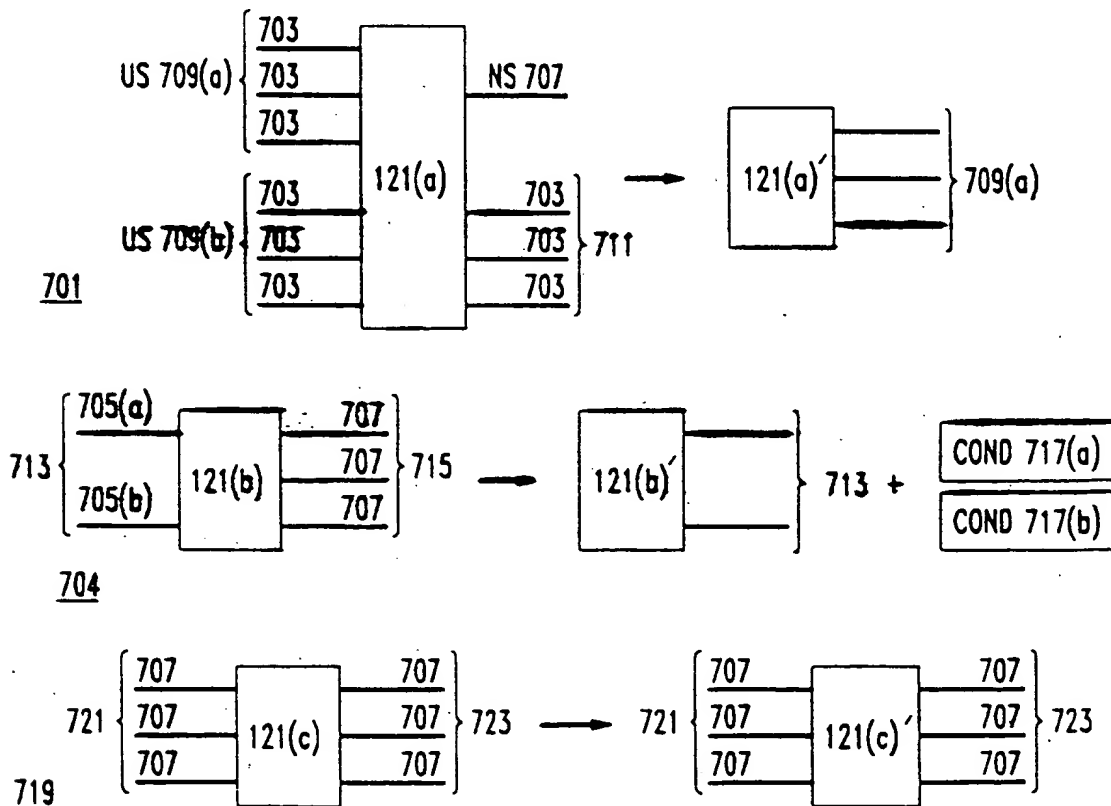 703
US 709(a) 703 NS 707
703
121(a) 121(a)′ 709(a)
703 703
US 709(b) 703 703 711
701 703 703
705(a) 707 COND 717(a)
713 121(b) 707 715 121(b)′ 713 +
705(b) 707 COND 717(b)
704
707 707 707 707
721 707 121(c) 707 723 721 707 121(c)′ 707 723
707 707 707 707
719